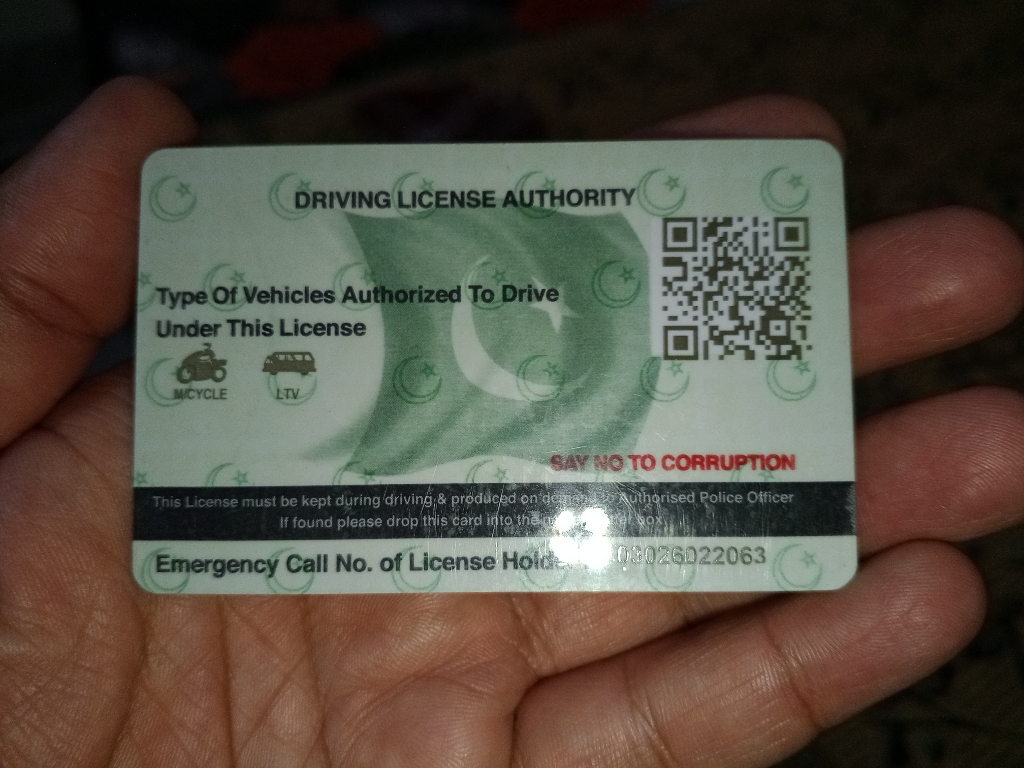 DRIVING LICENSE AUTHORITY
Type Of Vehicles Authorized To Drive
Under This License
M/CYCLE LTV
SAY NO TO CORRUPTION
This License must be kept during driving & produced on demand to Authorised Police Officer
If found please drop this card into the box
Emergency Call No. of License 03026022063